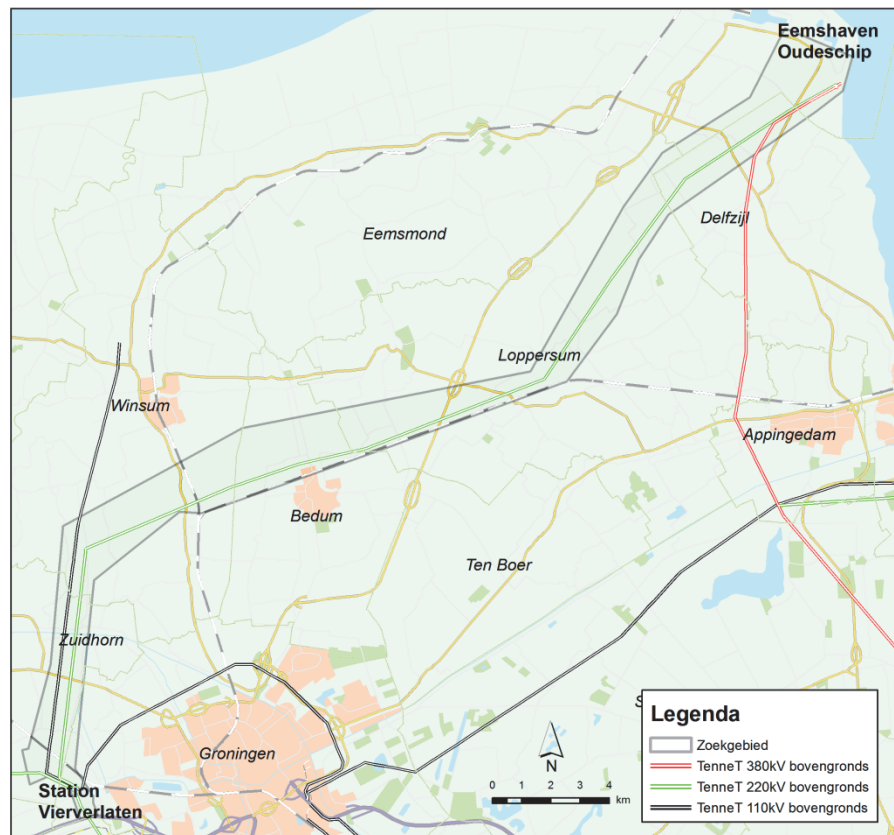 Eemshaven
Oudeschip
Delfzijl
Eemsmond
Loppersum
Winsum
Appingedam
Bedum
Ten Boer
Zuidhorn
Groningen
Station
Vierverlaten
S
N
0 1 2 3 4
km
Legenda
Zoekgebied
TenneT 380kV bovengronds
TenneT 220kV bovengronds
TenneT 110kV bovengronds